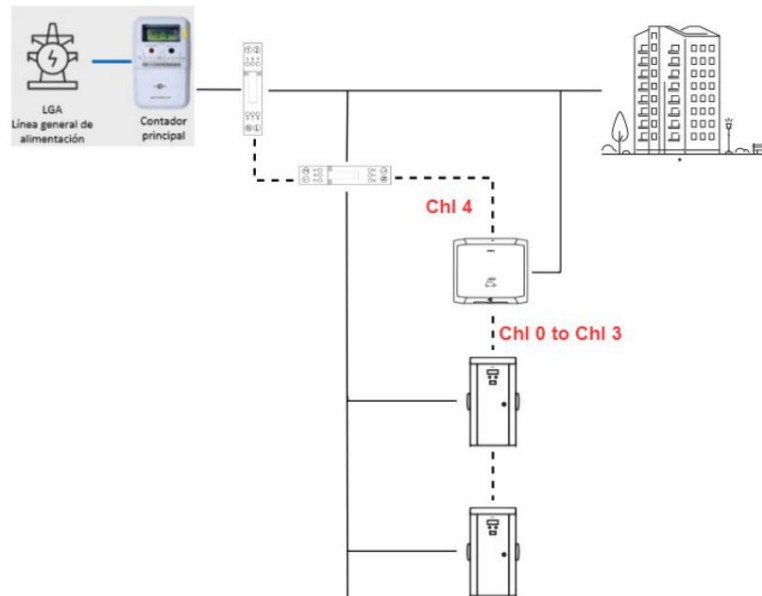 LGA
Línea general de
alimentación
Contador
principal
Chl 4
Chl 0 to Chl 3